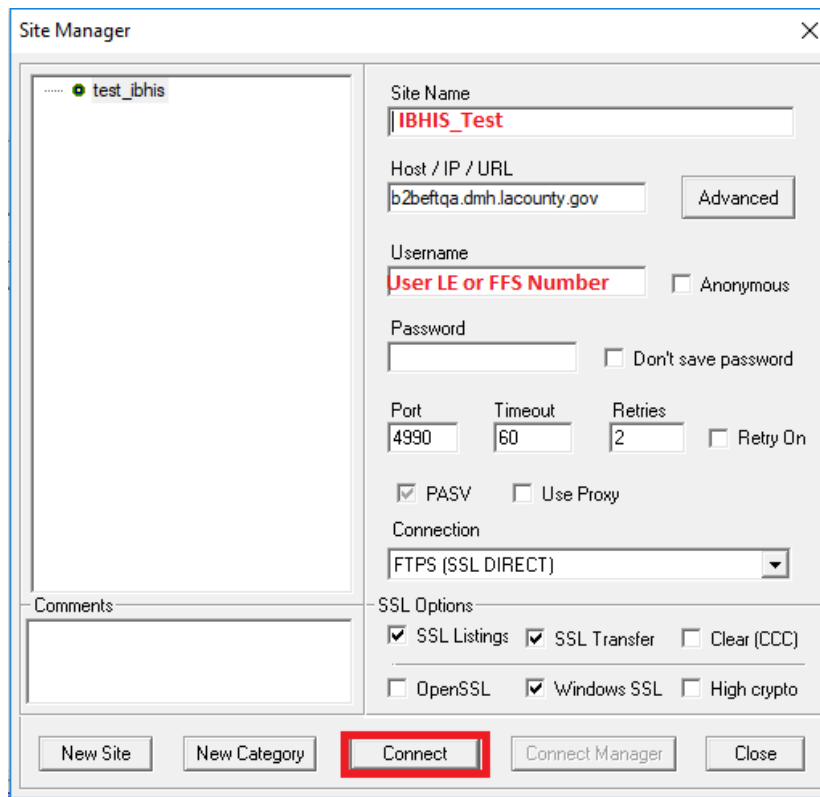 Site Manager
test_ibhis
Site Name
IBHIS_Test
Host / IP / URL
b2beftqa.dmh.lacounty.gov
Advanced
Username
User LE or FFS Number
Anonymous
Password
Don't save password
Port Timeout Retries
4990 60 2 Retry On
PASV Use Proxy
Connection
FTPS (SSL DIRECT)
Comments
SSL Options
SSL Listings SSL Transfer Clear (CCC)
OpenSSL Windows SSL High crypto
New Site New Category Connect Connect Manager Close